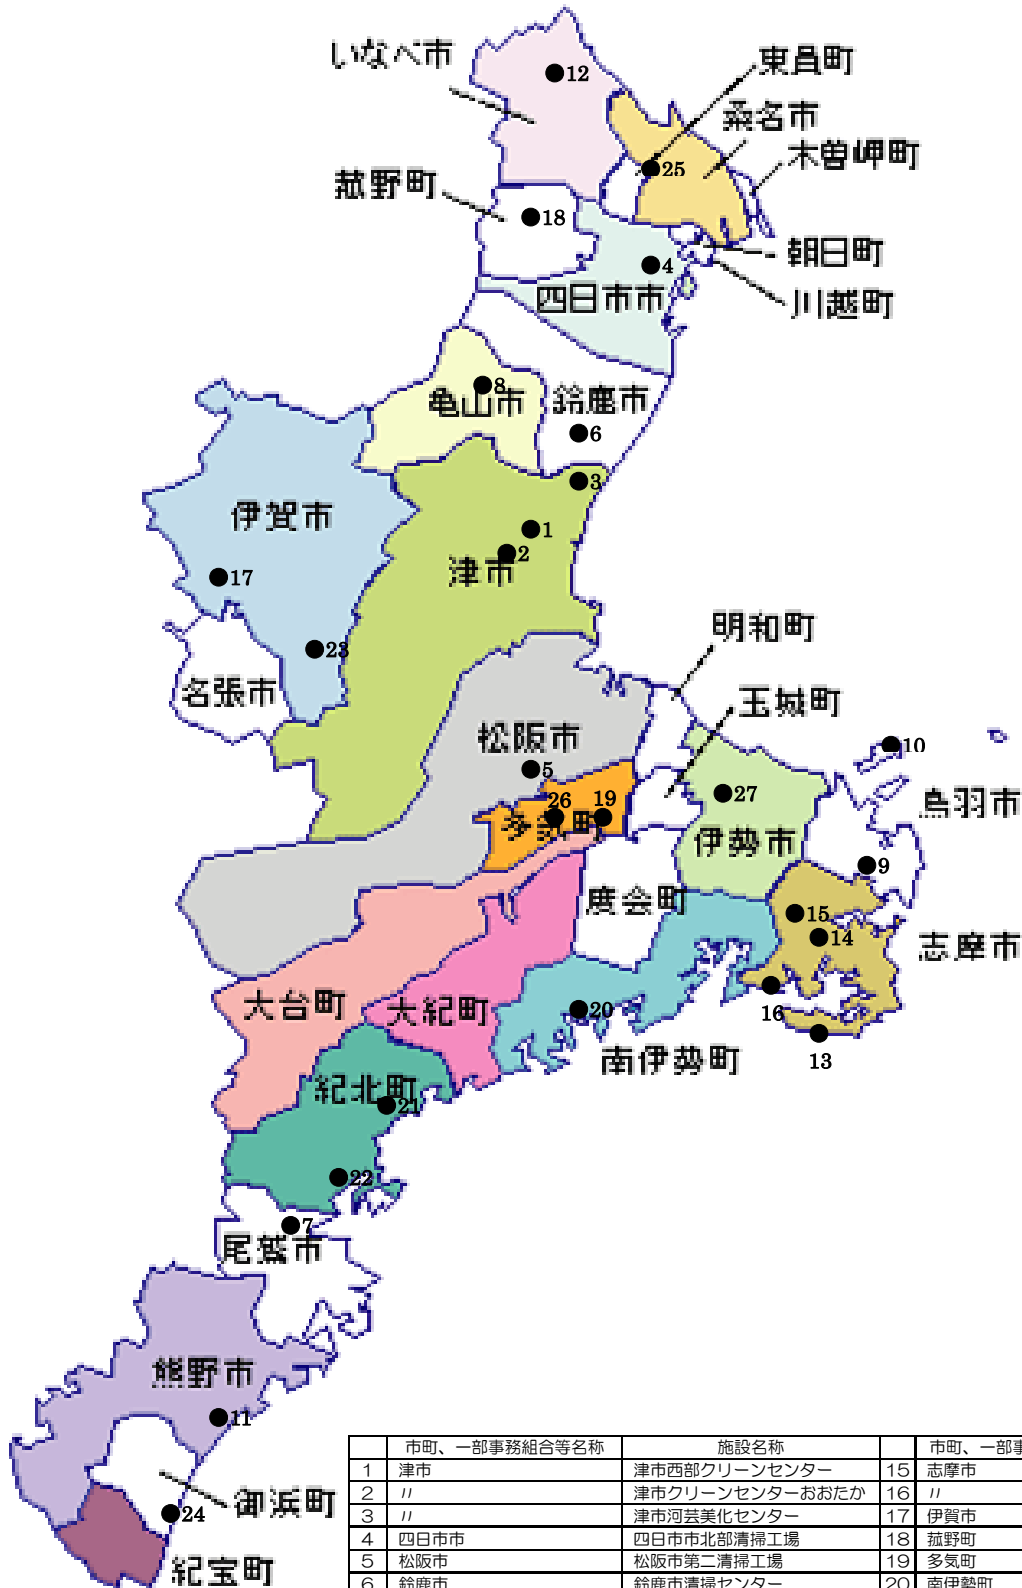 いなべ市
12
東員町
桑名市
木曽岬町
25
菰野町
18
朝日町
4
川越町
四日市市
8
亀山市
鈴鹿市
6
3
伊賀市
1
2
津市
17
明和町
23
名張市
玉城町
松阪市
10
5
26
19
27
鳥羽市
多気町
伊勢市
9
度会町
15
14
志摩市
16
大台町
大紀町
20
13
南伊勢町
紀北町
21
22
7
尾鷲市
熊野市
11
御浜町
24
紀宝町
市町、一部事務組合等名称 施設名称 市町、一部事
1 津市 津市西部クリーンセンター 15 志摩市
2 〃 津市クリーンセンターおおたか 16 〃
3 〃 津市河芸美化センター 17 伊賀市
4 四日市市 四日市市北部清掃工場 18 菰野町
5 松阪市 松阪市第二清掃工場 19 多気町
6 鈴鹿市 鈴鹿市清掃センター 20 南伊勢町